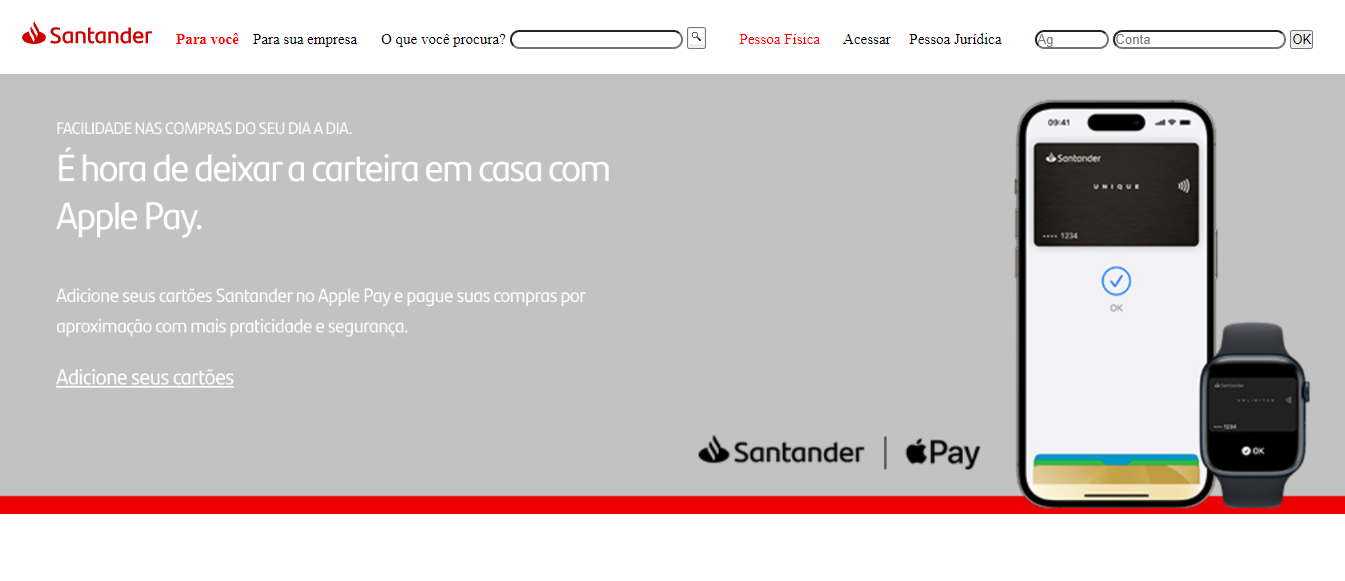 Santander Para você Para sua empresa O que você procura? Pessoa Física Acessar Pessoa Jurídica Ag Conta OK
FACILIDADE NAS COMPRAS DO SEU DIA A DIA.
É hora de deixar a carteira em casa com
Apple Pay.
Adicione seus cartões Santander no Apple Pay e pague suas compras por
aproximação com mais praticidade e segurança.
Adicione seus cartões
Santander | Pay
09:41
Santander
UNIQUE
•••• 1234
OK
Santander
UNLIMITED
•••• 1234
OK